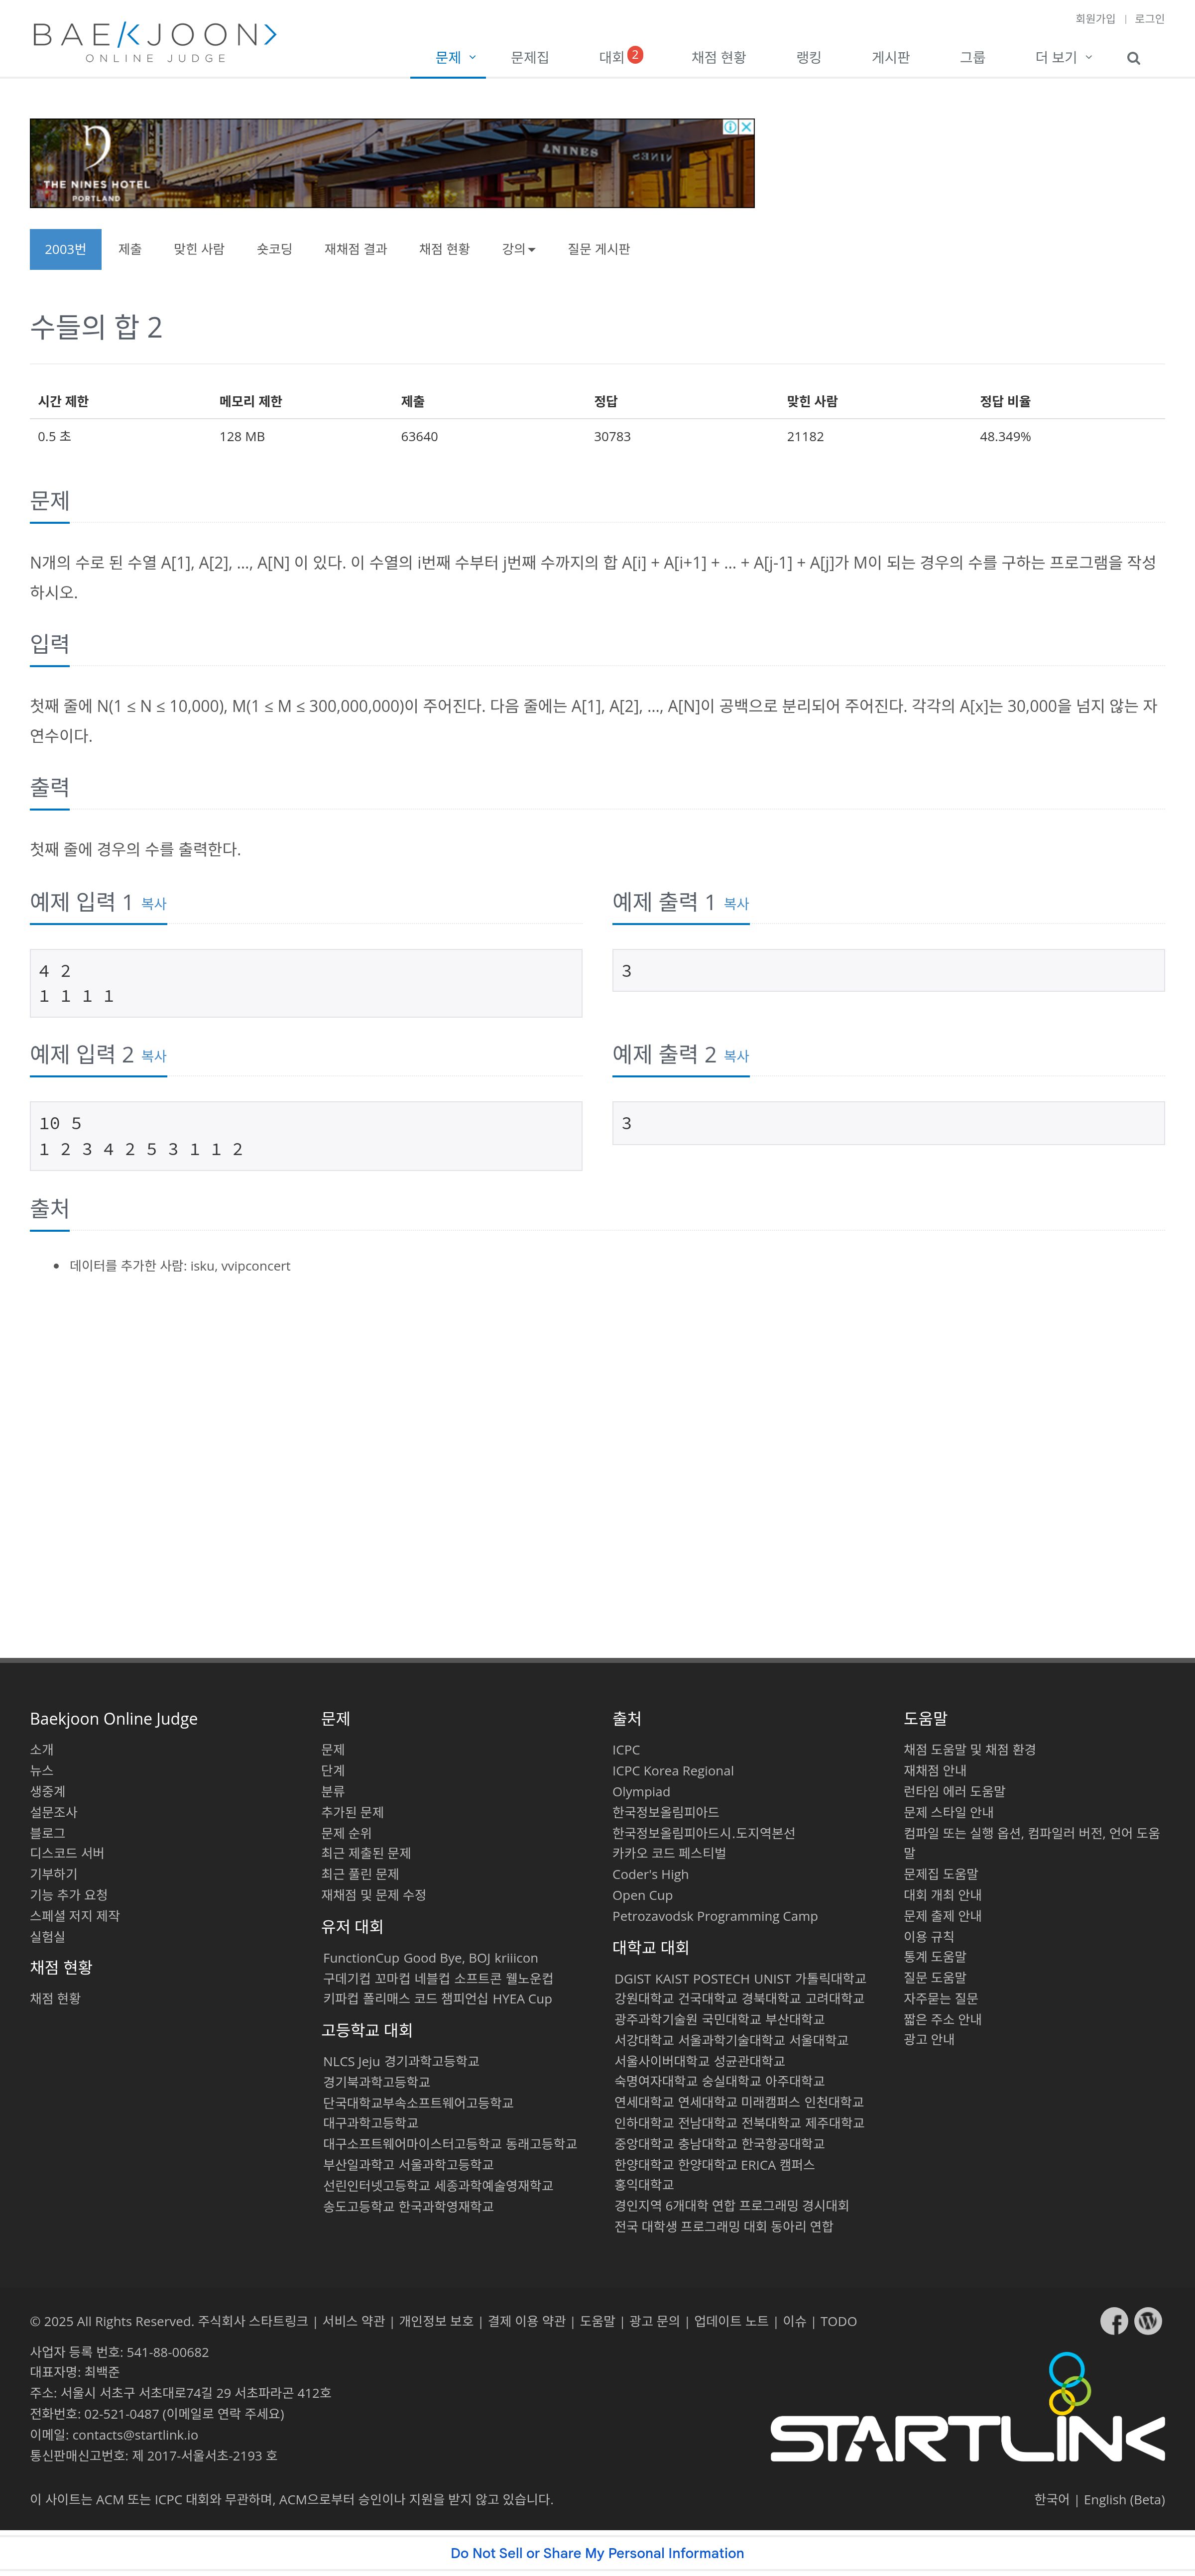 회원가입 | 로그인
BAE/KJOON>
ONLINE JUDGE
문제 문제집 대회 2 채점 현황 랭킹 게시판 그룹 더 보기
THE NINES HOTEL
PORTLAND
2003번 제출 맞힌 사람 숏코딩 재채점 결과 채점 현황 강의 질문 게시판
수들의 합 2
시간 제한 메모리 제한 제출 정답 맞힌 사람 정답 비율
0.5 초 128 MB 63640 30783 21182 48.349%
문제
N개의 수로 된 수열 A[1], A[2], …, A[N] 이 있다. 이 수열의 i번째 수부터 j번째 수까지의 합 A[i] + A[i+1] + … + A[j-1] + A[j]가 M이 되는 경우의 수를 구하는 프로그램을 작성
하시오.
입력
첫째 줄에 N(1 ≤ N ≤ 10,000), M(1 ≤ M ≤ 300,000,000)이 주어진다. 다음 줄에는 A[1], A[2], …, A[N]이 공백으로 분리되어 주어진다. 각각의 A[x]는 30,000을 넘지 않는 자
연수이다.
출력
첫째 줄에 경우의 수를 출력한다.
예제 입력 1 복사
4 2
1 1 1 1
예제 출력 1 복사
3
예제 입력 2 복사
10 5
1 2 3 4 2 5 3 1 1 2
예제 출력 2 복사
3
출처
데이터를 추가한 사람: isku, vvipconcert
Baekjoon Online Judge
소개
뉴스
생중계
설문조사
블로그
디스코드 서버
기부하기
기능 추가 요청
스페셜 저지 제작
실험실
채점 현황
채점 현황
문제
문제
단계
분류
추가된 문제
문제 순위
최근 제출된 문제
최근 풀린 문제
재채점 및 문제 수정
유저 대회
FunctionCup Good Bye, BOJ kriiicon
구데기컵 꼬마컵 네블컵 소프트콘 웰노운컵
키파컵 폴리매스 코드 챔피언십 HYEA Cup
고등학교 대회
NLCS Jeju 경기과학고등학교
경기북과학고등학교
단국대학교부속소프트웨어고등학교
대구과학고등학교
대구소프트웨어마이스터고등학교 동래고등학교
부산일과학고 서울과학고등학교
선린인터넷고등학교 세종과학예술영재학교
송도고등학교 한국과학영재학교
출처
ICPC
ICPC Korea Regional
Olympiad
한국정보올림피아드
한국정보올림피아드시.도지역본선
카카오 코드 페스티벌
Coder's High
Open Cup
Petrozavodsk Programming Camp
대학교 대회
DGIST KAIST POSTECH UNIST 가톨릭대학교
강원대학교 건국대학교 경북대학교 고려대학교
광주과학기술원 국민대학교 부산대학교
서강대학교 서울과학기술대학교 서울대학교
서울사이버대학교 성균관대학교
숙명여자대학교 숭실대학교 아주대학교
연세대학교 연세대학교 미래캠퍼스 인천대학교
인하대학교 전남대학교 전북대학교 제주대학교
중앙대학교 충남대학교 한국항공대학교
한양대학교 한양대학교 ERICA 캠퍼스
홍익대학교
경인지역 6개대학 연합 프로그래밍 경시대회
전국 대학생 프로그래밍 대회 동아리 연합
도움말
채점 도움말 및 채점 환경
재채점 안내
런타임 에러 도움말
문제 스타일 안내
컴파일 또는 실행 옵션, 컴파일러 버전, 언어 도움
말
문제집 도움말
대회 개최 안내
문제 출제 안내
이용 규칙
통계 도움말
질문 도움말
자주묻는 질문
짧은 주소 안내
광고 안내
© 2025 All Rights Reserved. 주식회사 스타트링크 | 서비스 약관 | 개인정보 보호 | 결제 이용 약관 | 도움말 | 광고 문의 | 업데이트 노트 | 이슈 | TODO
사업자 등록 번호: 541-88-00682
대표자명: 최백준
주소: 서울시 서초구 서초대로74길 29 서초파라곤 412호
전화번호: 02-521-0487 (이메일로 연락 주세요)
이메일: contacts@startlink.io
통신판매신고번호: 제 2017-서울서초-2193 호
STARTLINK
이 사이트는 ACM 또는 ICPC 대회와 무관하며, ACM으로부터 승인이나 지원을 받지 않고 있습니다.
한국어 | English (Beta)
Do Not Sell or Share My Personal Information